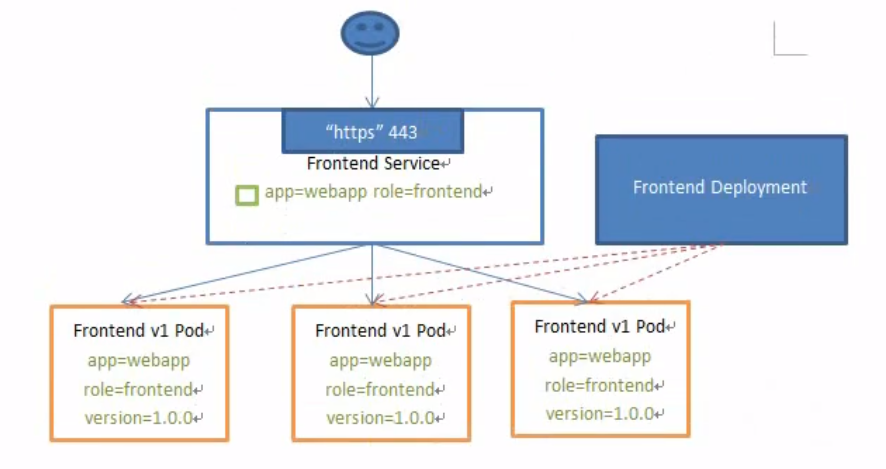 “https” 443
Frontend Service
app=webapp role=frontend
Frontend Deployment
Frontend v1 Pod
app=webapp
role=frontend
version=1.0.0
Frontend v1 Pod
app=webapp
role=frontend
version=1.0.0
Frontend v1 Pod
app=webapp
role=frontend
version=1.0.0